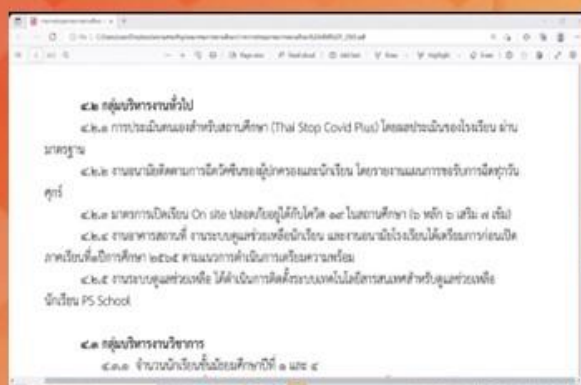 ๔.๒ กลุ่มบริหารงานทั่วไป
๔.๒.๑ การประเมินตนเองสำหรับสถานศึกษา (Thai Stop Covid Plus) โดยผลประเมินของโรงเรียน ผ่าน
มาตรฐาน
๔.๒.๒ งานอนามัยติดตามการฉีดวัคซีนของผู้ปกครองและนักเรียน โดยรายงานแผนการขอรับการฉีดทุกวัน
ศุกร์
๔.๒.๓ มาตรการเปิดเรียน On site ปลอดภัยอยู่ได้กับโควิด ๑๙ ในสถานศึกษา (๖ หลัก ๖ เสริม ๗ เข้ม)
๔.๒.๔ งานอาคารสถานที่ งานระบบดูแลช่วยเหลือนักเรียน และงานอนามัยโรงเรียนได้เตรียมการก่อนเปิด
ภาคเรียนที่๑ปีการศึกษา ๒๕๖๕ ตามแนวการดำเนินการเตรียมความพร้อม
๔.๒.๕ งานระบบดูแลช่วยเหลือ ได้ดำเนินการติดตั้งระบบเทคโนโลยีสารสนเทศสำหรับดูแลช่วยเหลือ
นักเรียน PS School
๔.๓ กลุ่มบริหารงานวิชาการ
๔.๓.๑ จำนวนนักเรียนชั้นมัธยมศึกษาปีที่ ๑ และ ๔